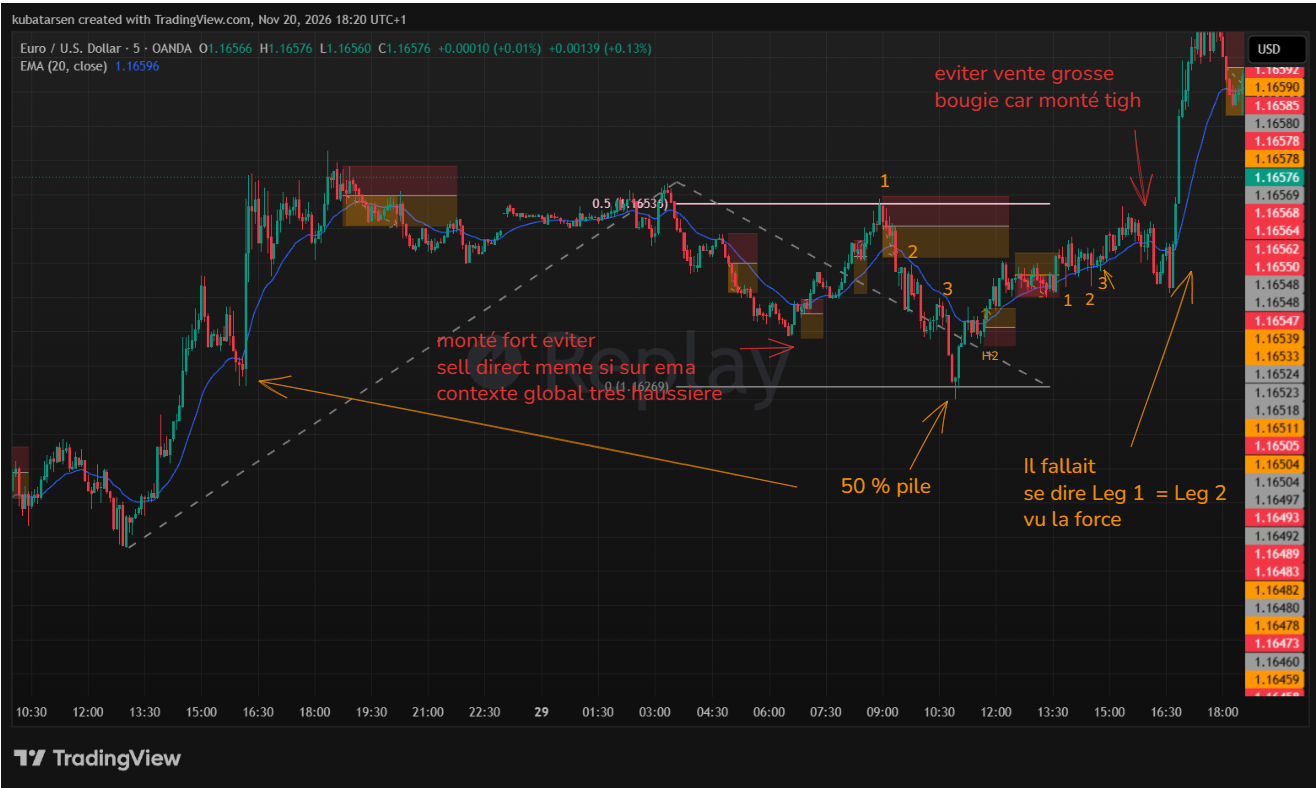 kubatarsen created with TradingView.com, Nov 20, 2026 18:20 UTC+1
Euro / U.S. Dollar · 5 · OANDA O1.16566 H1.16576 L1.16560 C1.16576 +0.00010 (+0.01%) +0.00139 (+0.13%)
EMA (20, close) 1.16596
USD
eviter vente grosse
bougie car monté tigh
1.16592
1.16590
1.16585
1.16580
1.16578
1.16578
1.16576
1.16569
1.16568
1.16564
1.16562
1.16550
1.16548
1.16548
1.16547
1.16539
1.16533
1.16524
1.16523
1.16518
1.16511
1.16505
1.16504
1.16504
1.16497
1.16493
1.16492
1.16489
1.16483
1.16482
1.16480
1.16478
1.16473
1.16460
1.16459
1.16458
0.5 (1.16535)
1
2
3
1
2
3
H2
Replay
monté fort eviter
sell direct meme si sur ema
contexte global tres haussiere
0 (1.16269)
50 % pile
Il fallait
se dire Leg 1 = Leg 2
vu la force
10:30 12:00 13:30 15:00 16:30 18:00 19:30 21:00 22:30 29 01:30 03:00 04:30 06:00 07:30 09:00 10:30 12:00 13:30 15:00 16:30 18:00
TradingView